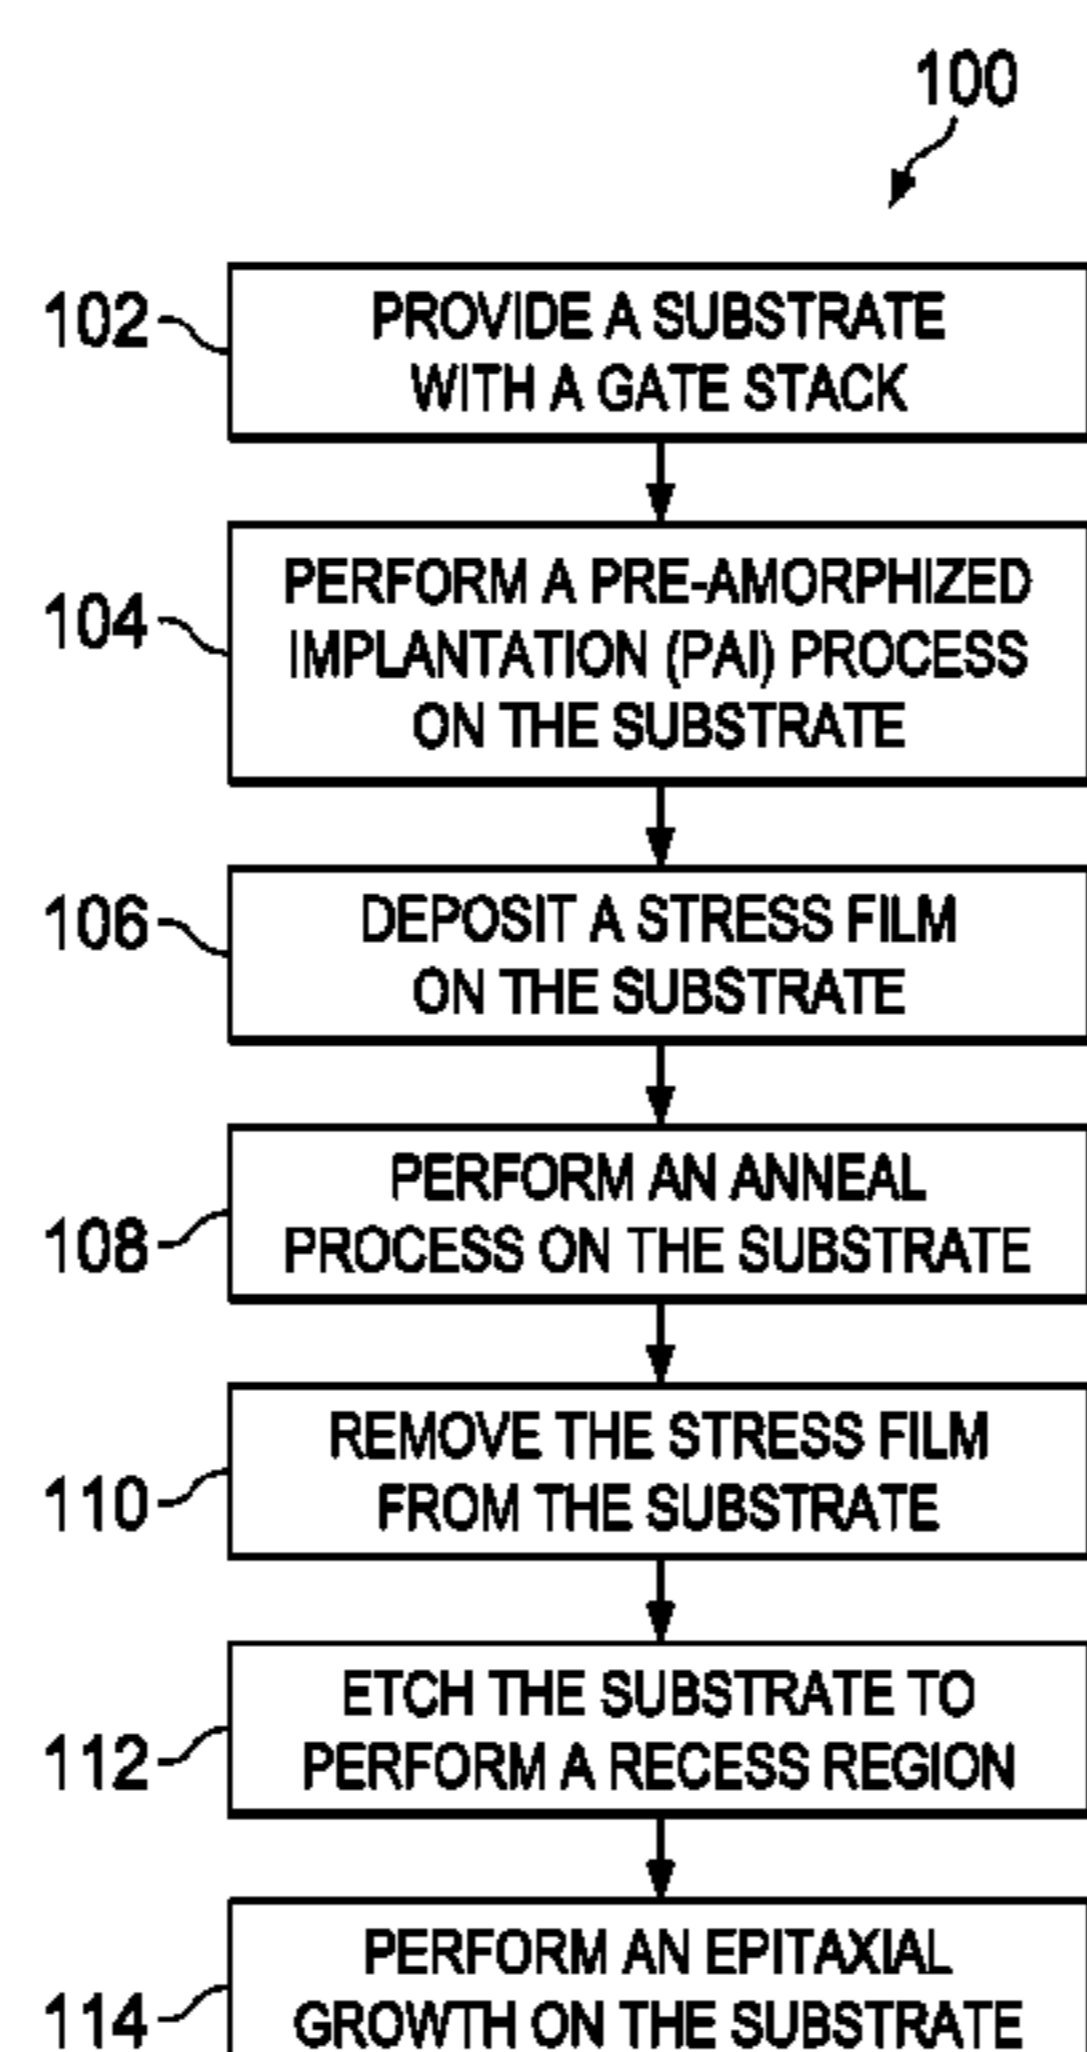 100
102
PROVIDE A SUBSTRATE
WITH A GATE STACK
104
PERFORM A PRE-AMORPHIZED
IMPLANTATION (PAI) PROCESS
ON THE SUBSTRATE
106
DEPOSIT A STRESS FILM
ON THE SUBSTRATE
108
PERFORM AN ANNEAL
PROCESS ON THE SUBSTRATE
110
REMOVE THE STRESS FILM
FROM THE SUBSTRATE
112
ETCH THE SUBSTRATE TO
PERFORM A RECESS REGION
114
PERFORM AN EPITAXIAL
GROWTH ON THE SUBSTRATE